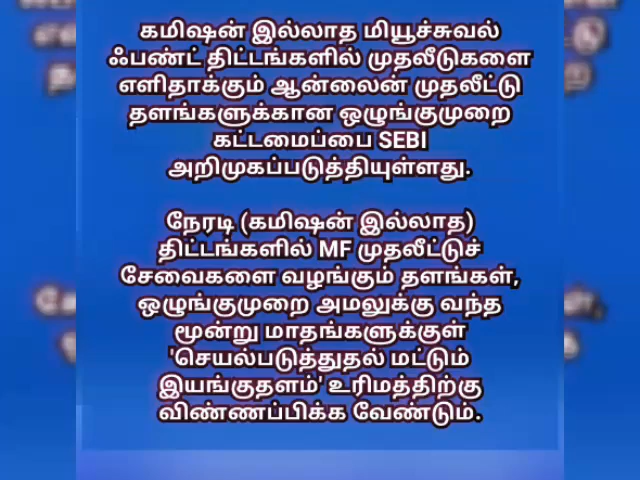 கமிஷன் இல்லாத மியூச்சுவல்
ஃபண்ட் திட்டங்களில் முதலீடுகளை
எளிதாக்கும் ஆன்லைன் முதலீட்டு
தளங்களுக்கான ஒழுங்குமுறை
கட்டமைப்பை SEBI
அறிமுகப்படுத்தியுள்ளது.
நேரடி (கமிஷன் இல்லாத)
திட்டங்களில் MF முதலீட்டுச்
சேவைகளை வழங்கும் தளங்கள்,
ஒழுங்குமுறை அமலுக்கு வந்த
மூன்று மாதங்களுக்குள்
'செயல்படுத்துதல் மட்டும்
இயங்குதளம்' உரிமத்திற்கு
விண்ணப்பிக்க வேண்டும்.